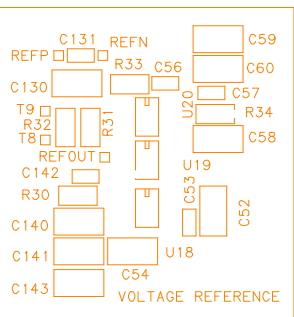 C131 REFN C59
REFP
R33 C56 C60
C130
C57
T9 U20 R34
R32 R31
T8 C58
REFOUT
U19
C142
R30 C53 C52
C140
C141 U18
C54
C143
VOLTAGE REFERENCE